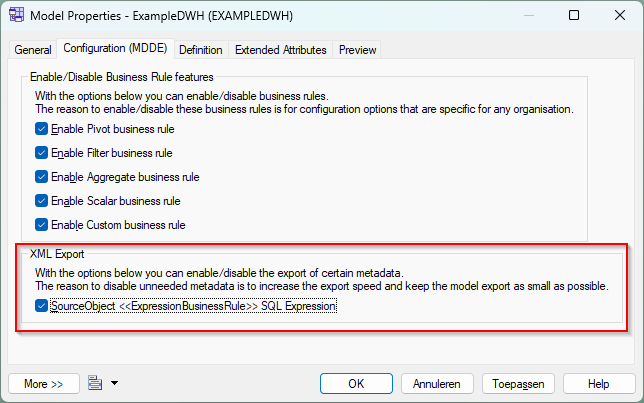 Model Properties - ExampleDWH (EXAMPLEDWH)
General
Configuration (MDDE)
Definition
Extended Attributes
Preview
Enable/Disable Business Rule features
With the options below you can enable/disable business rules.
The reason to enable/disable these business rules is for configuration options that are specific for any organisation.
Enable Pivot business rule
Enable Filter business rule
Enable Aggregate business rule
Enable Scalar business rule
Enable Custom business rule
XML Export
With the options below you can enable/disable the export of certain metadata.
The reason to disable unneeded metadata is to increase the export speed and keep the model export as small as possible.
SourceObject <<ExpressionBusinessRule>> SQL Expression
More >>
OK
Annuleren
Toepassen
Help